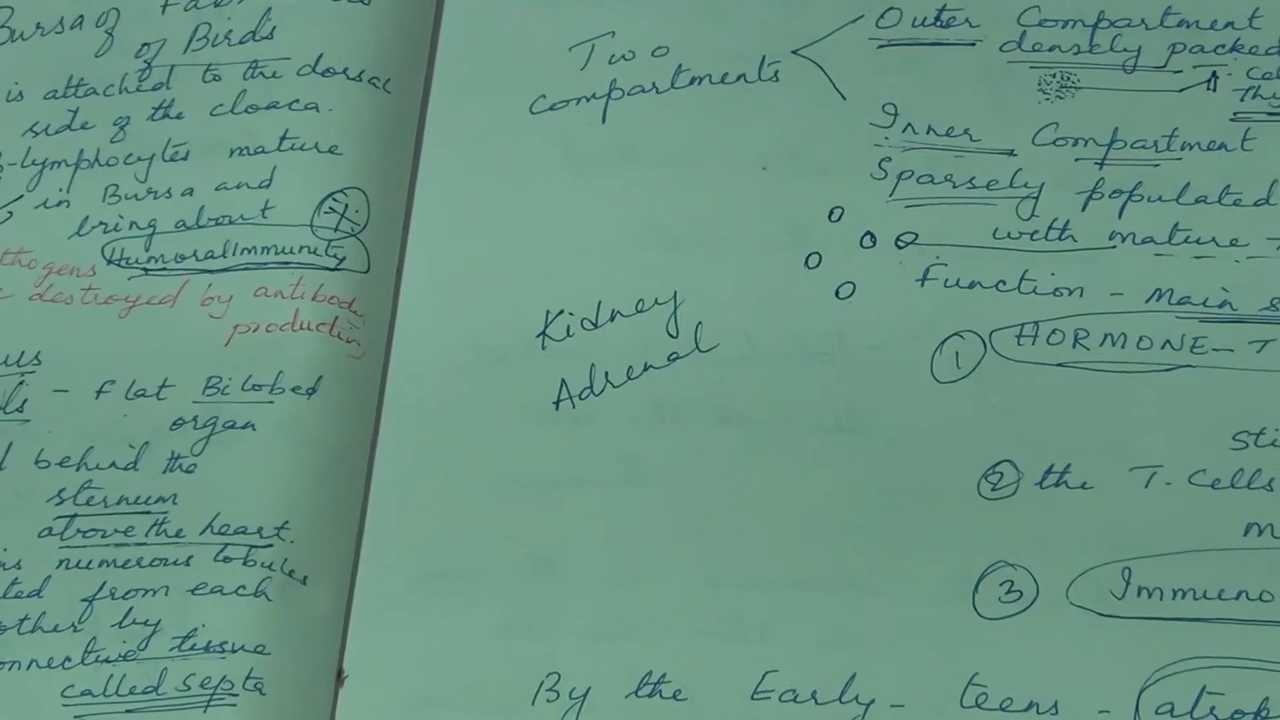 Bursa of
of Birds
is attached to the dorsal
side of the cloaca.
-lymphocytes mature
in Bursa and
bring about
Humoral Immunity
destroyed by antibody
- flat Bilobed
organ
behind the
sternum
above the heart.
numerous lobules
from each
other by
tissue
called septa
Two
compartments
Outer Compartment
densely packed
Inner Compartment
Sparsely populated
with mature
Function - Main
Kidney
Adrenal
① HORMONE - T
② the T. Cells
③ Immuno
By the Early - teens -